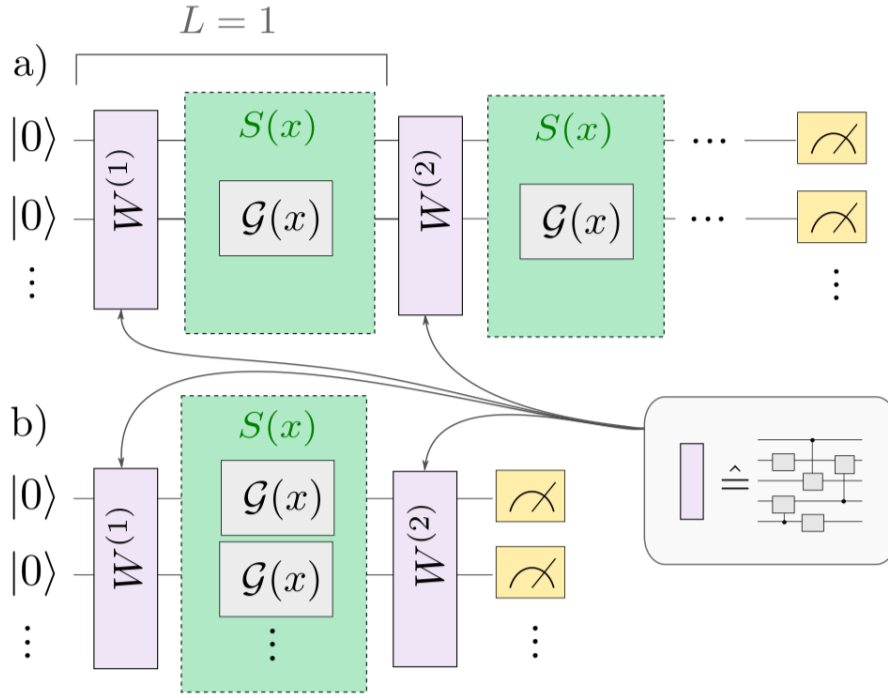 L = 1
a)
S(x) S(x)
|0⟩ W^{(1)} W^{(2)} ⋯
|0⟩ 𝒢(x) 𝒢(x) ⋯
⋮ ⋮
b)
S(x)
|0⟩ W^{(1)} 𝒢(x) W^{(2)}
|0⟩ 𝒢(x)
⋮ ⋮ ⋮
≙